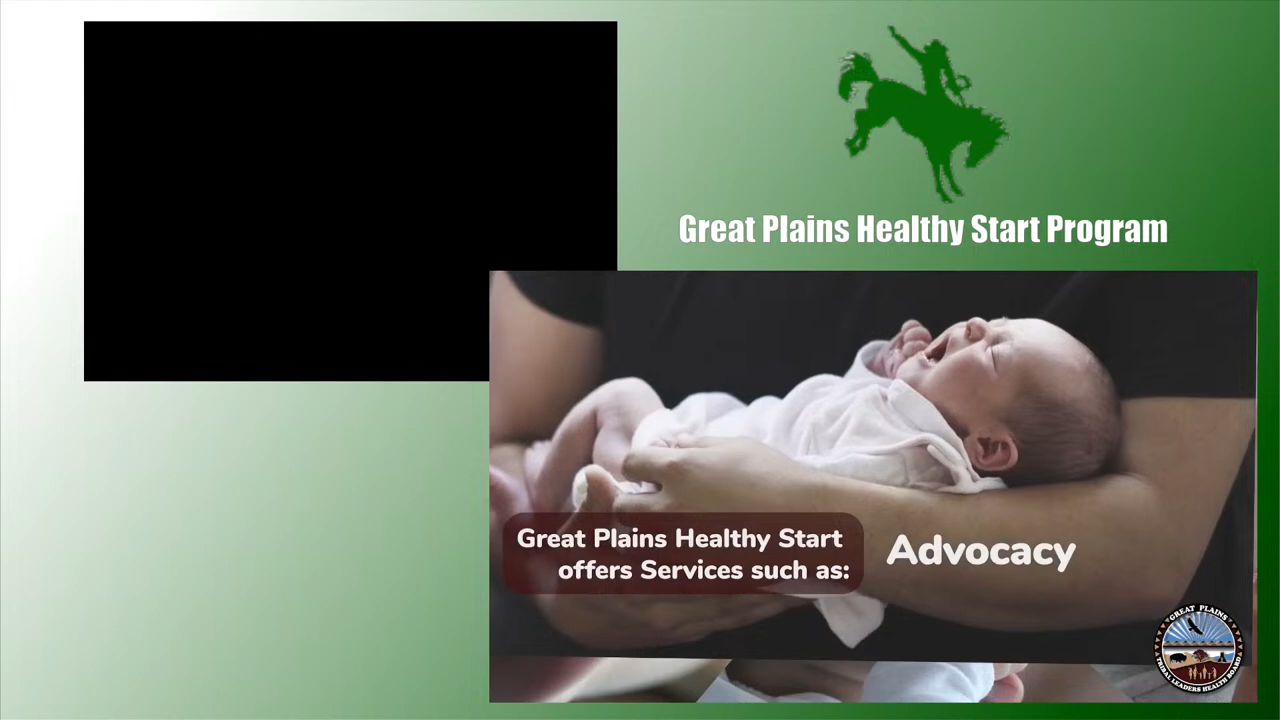 Great Plains Healthy Start Program
Great Plains Healthy Start
offers Services such as:
Advocacy
GREAT PLAINS
TRIBAL LEADERS HEALTH BOARD